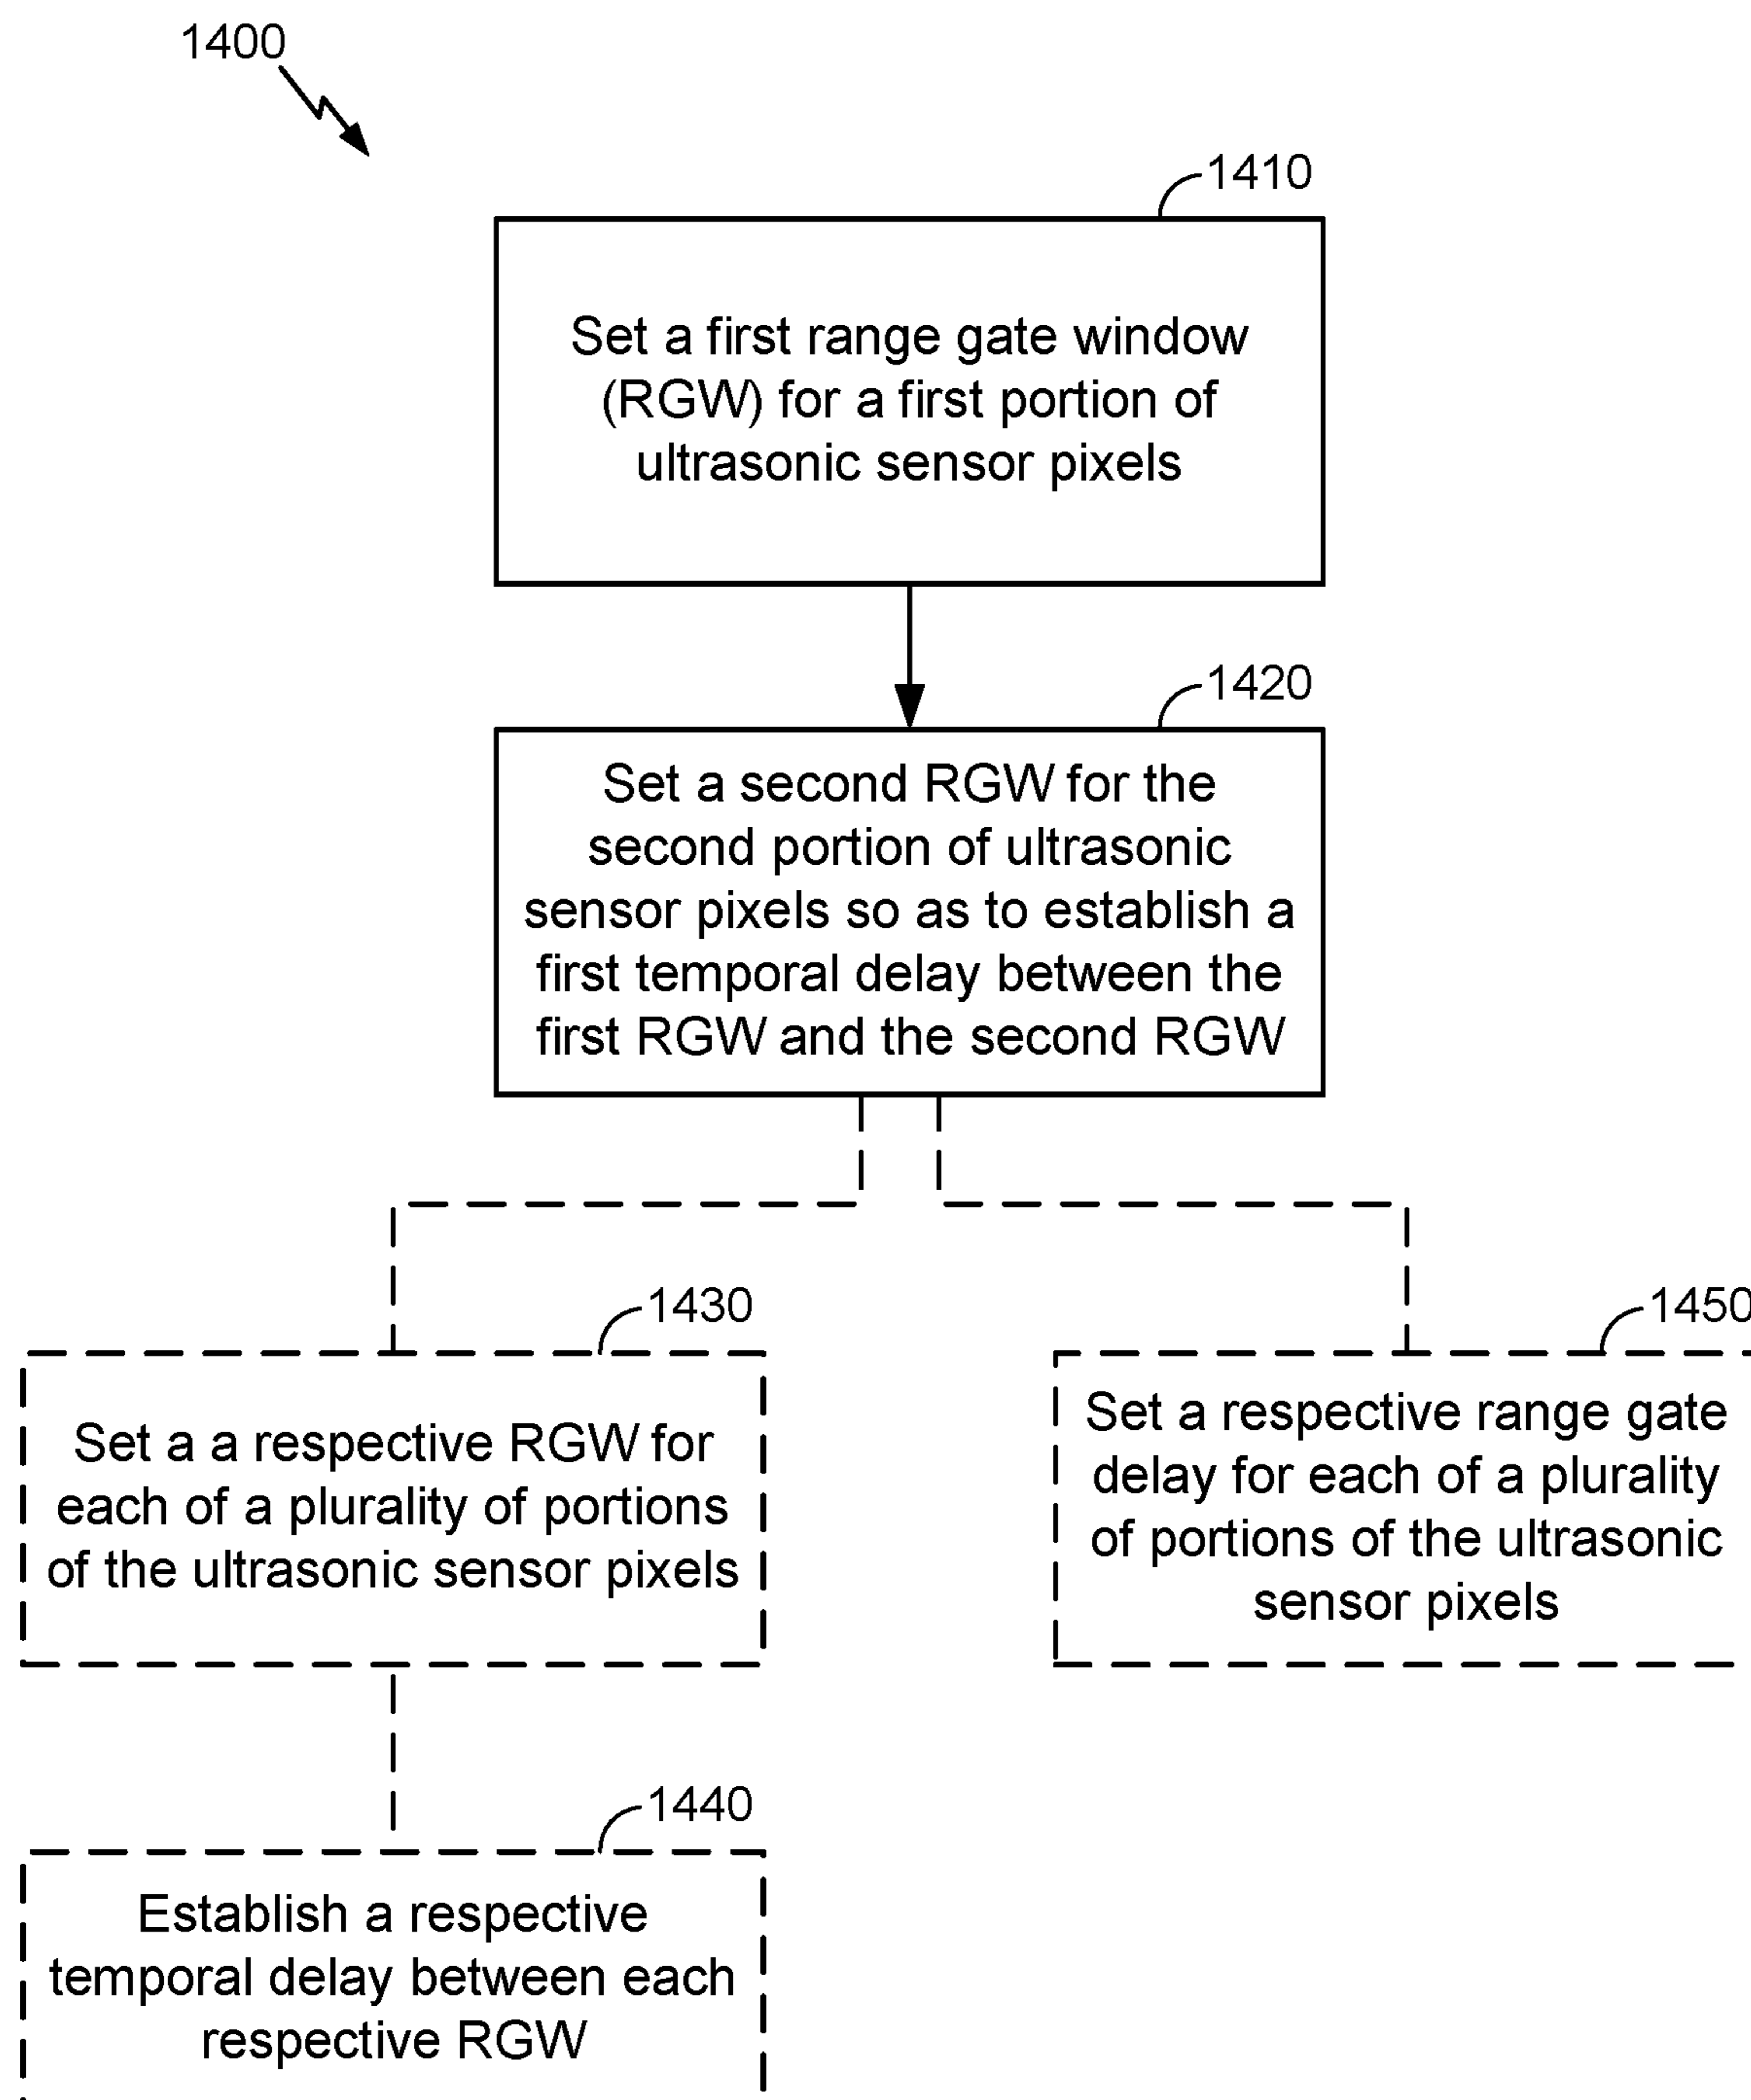 1400
1410
Set a first range gate window
(RGW) for a first portion of
ultrasonic sensor pixels
1420
Set a second RGW for the
second portion of ultrasonic
sensor pixels so as to establish a
first temporal delay between the
first RGW and the second RGW
1430
Set a a respective RGW for
each of a plurality of portions
of the ultrasonic sensor pixels
1450
Set a respective range gate
delay for each of a plurality
of portions of the ultrasonic
sensor pixels
1440
Establish a respective
temporal delay between each
respective RGW